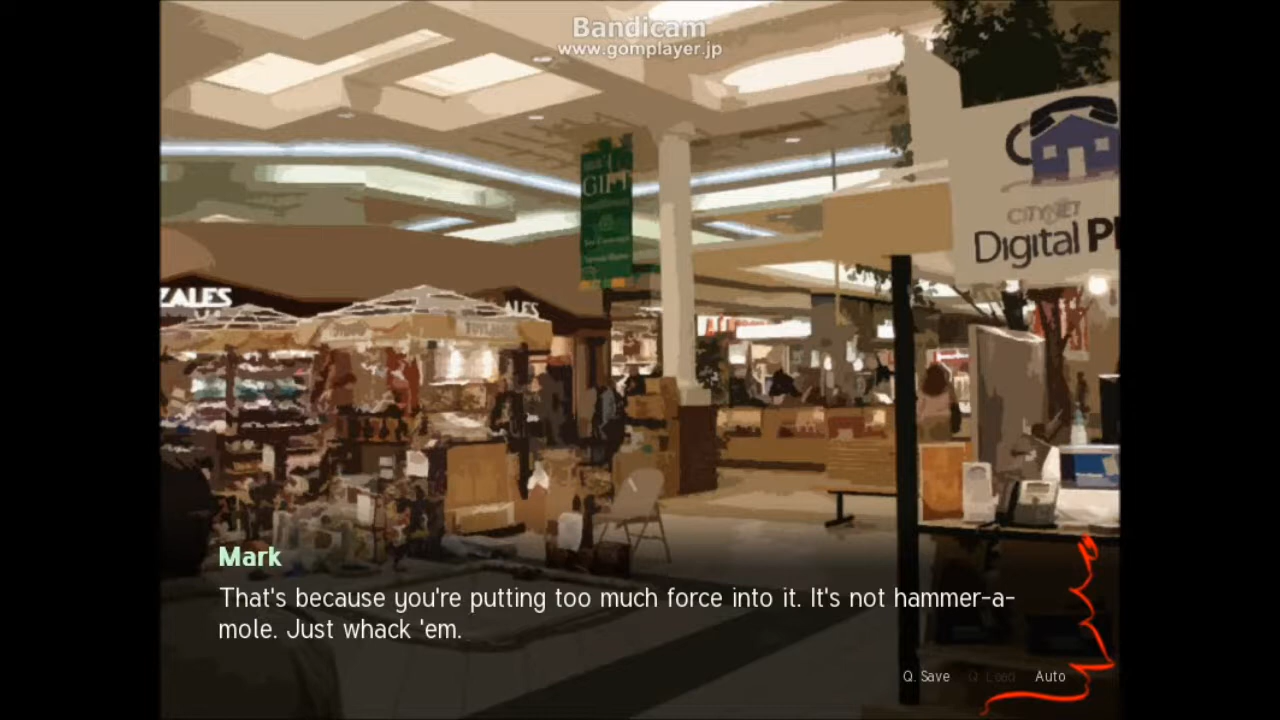 Bandicam
www.gomplayer.jp
GIFT
CITYNET
Digital
ZALES
Mark
That's because you're putting too much force into it. It's not hammer-a-
mole. Just whack 'em.
Q. Save
Q. Load
Auto